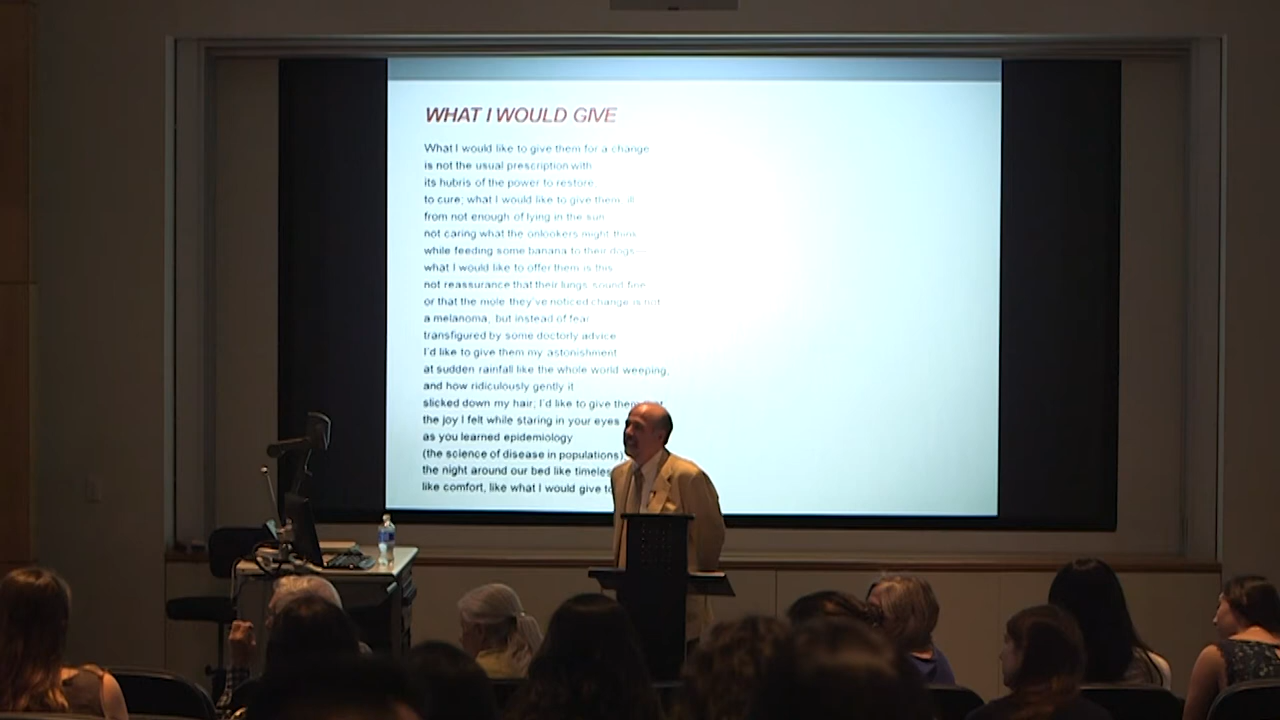 WHAT I WOULD GIVE
What I would like to give them for a change
is not the usual prescription with
its hubris of the power to restore,
to cure; what I would like to give them, ill
from not enough of lying in the sun
not caring what the onlookers might think
while feeding some banana to their dogs—
what I would like to offer them is this,
not reassurance that their lungs sound fine,
or that the mole they've noticed change is not
a melanoma, but instead of fear
transfigured by some doctorly advice
I'd like to give them my astonishment
at sudden rainfall like the whole world weeping,
and how ridiculously gently it
slicked down my hair; I'd like to give them
the joy I felt while staring in your eyes
as you learned epidemiology
(the science of disease in populations),
the night around our bed like
like comfort, like what I would give